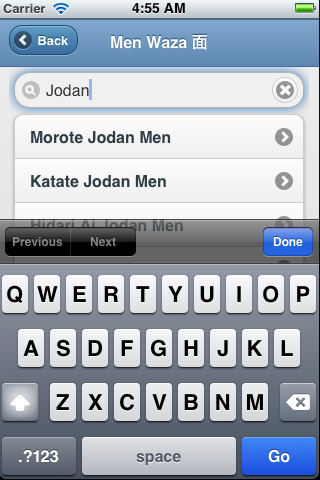 Carrier 4:55 AM
Back Men Waza 面
Jodan
Morote Jodan Men
Katate Jodan Men
Hidari Ai Jodan Men
Previous Next Done
Q W E R T Y U I O P
A S D F G H J K L
Z X C V B N M
.?123 space Go